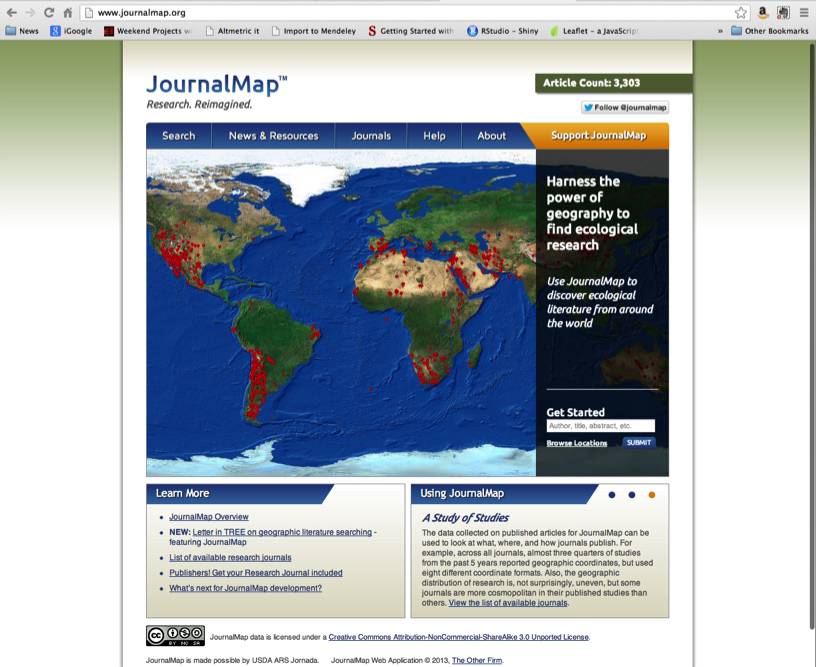 www.journalmap.org
News iGoogle Weekend Projects Altmetric it Import to Mendeley Getting Started with RStudio – Shiny Leaflet – a JavaScrip » Other Bookmarks
JournalMap™
Research. Reimagined.
Article Count: 3,303
Follow @journalmap
Search News & Resources Journals Help About Support JournalMap
Harness the
power of
geography to
find ecological
research
Use JournalMap to
discover ecological
literature from around
the world
Get Started
Author, title, abstract, etc.
Browse Locations SUBMIT
Learn More
• JournalMap Overview
• NEW: Letter in TREE on geographic literature searching -
featuring JournalMap
• List of available research journals
• Publishers! Get your Research Journal included
• What's next for JournalMap development?
Using JournalMap
A Study of Studies
The data collected on published articles for JournalMap can be
used to look at what, where, and how journals publish. For
example, across all journals, almost three quarters of studies
from the past 5 years reported geographic coordinates, but used
eight different coordinate formats. Also, the geographic
distribution of research is, not surprisingly, uneven, but some
journals are more cosmopolitan in their published studies than
others. View the list of available journals.
cc BY NC SA
JournalMap data is licensed under a Creative Commons Attribution-NonCommercial-ShareAlike 3.0 Unported License.
JournalMap is made possible by USDA ARS Jornada. JournalMap Web Application © 2013, The Other Firm.